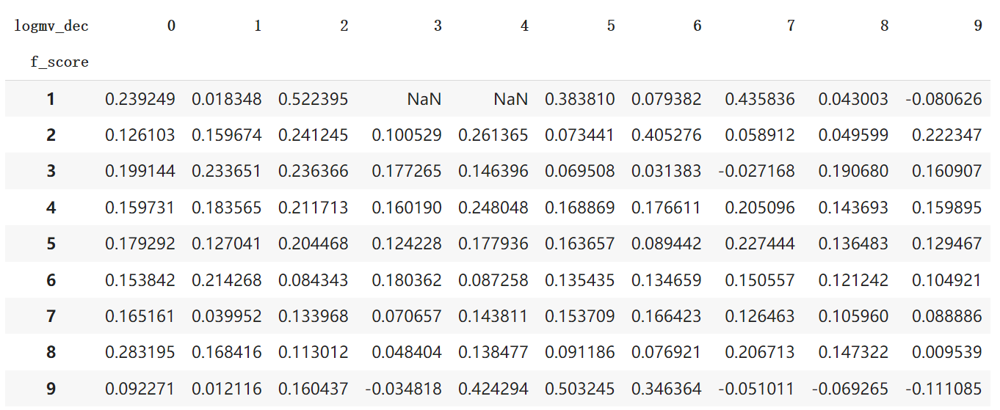 logmv_dec 0 1 2 3 4 5 6 7 8 9
f_score
1 0.239249 0.018348 0.522395 NaN NaN 0.383810 0.079382 0.435836 0.043003 -0.080626
2 0.126103 0.159674 0.241245 0.100529 0.261365 0.073441 0.405276 0.058912 0.049599 0.222347
3 0.199144 0.233651 0.236366 0.177265 0.146396 0.069508 0.031383 -0.027168 0.190680 0.160907
4 0.159731 0.183565 0.211713 0.160190 0.248048 0.168869 0.176611 0.205096 0.143693 0.159895
5 0.179292 0.127041 0.204468 0.124228 0.177936 0.163657 0.089442 0.227444 0.136483 0.129467
6 0.153842 0.214268 0.084343 0.180362 0.087258 0.135435 0.134659 0.150557 0.121242 0.104921
7 0.165161 0.039952 0.133968 0.070657 0.143811 0.153709 0.166423 0.126463 0.105960 0.088886
8 0.283195 0.168416 0.113012 0.048404 0.138477 0.091186 0.076921 0.206713 0.147322 0.009539
9 0.092271 0.012116 0.160437 -0.034818 0.424294 0.503245 0.346364 -0.051011 -0.069265 -0.111085